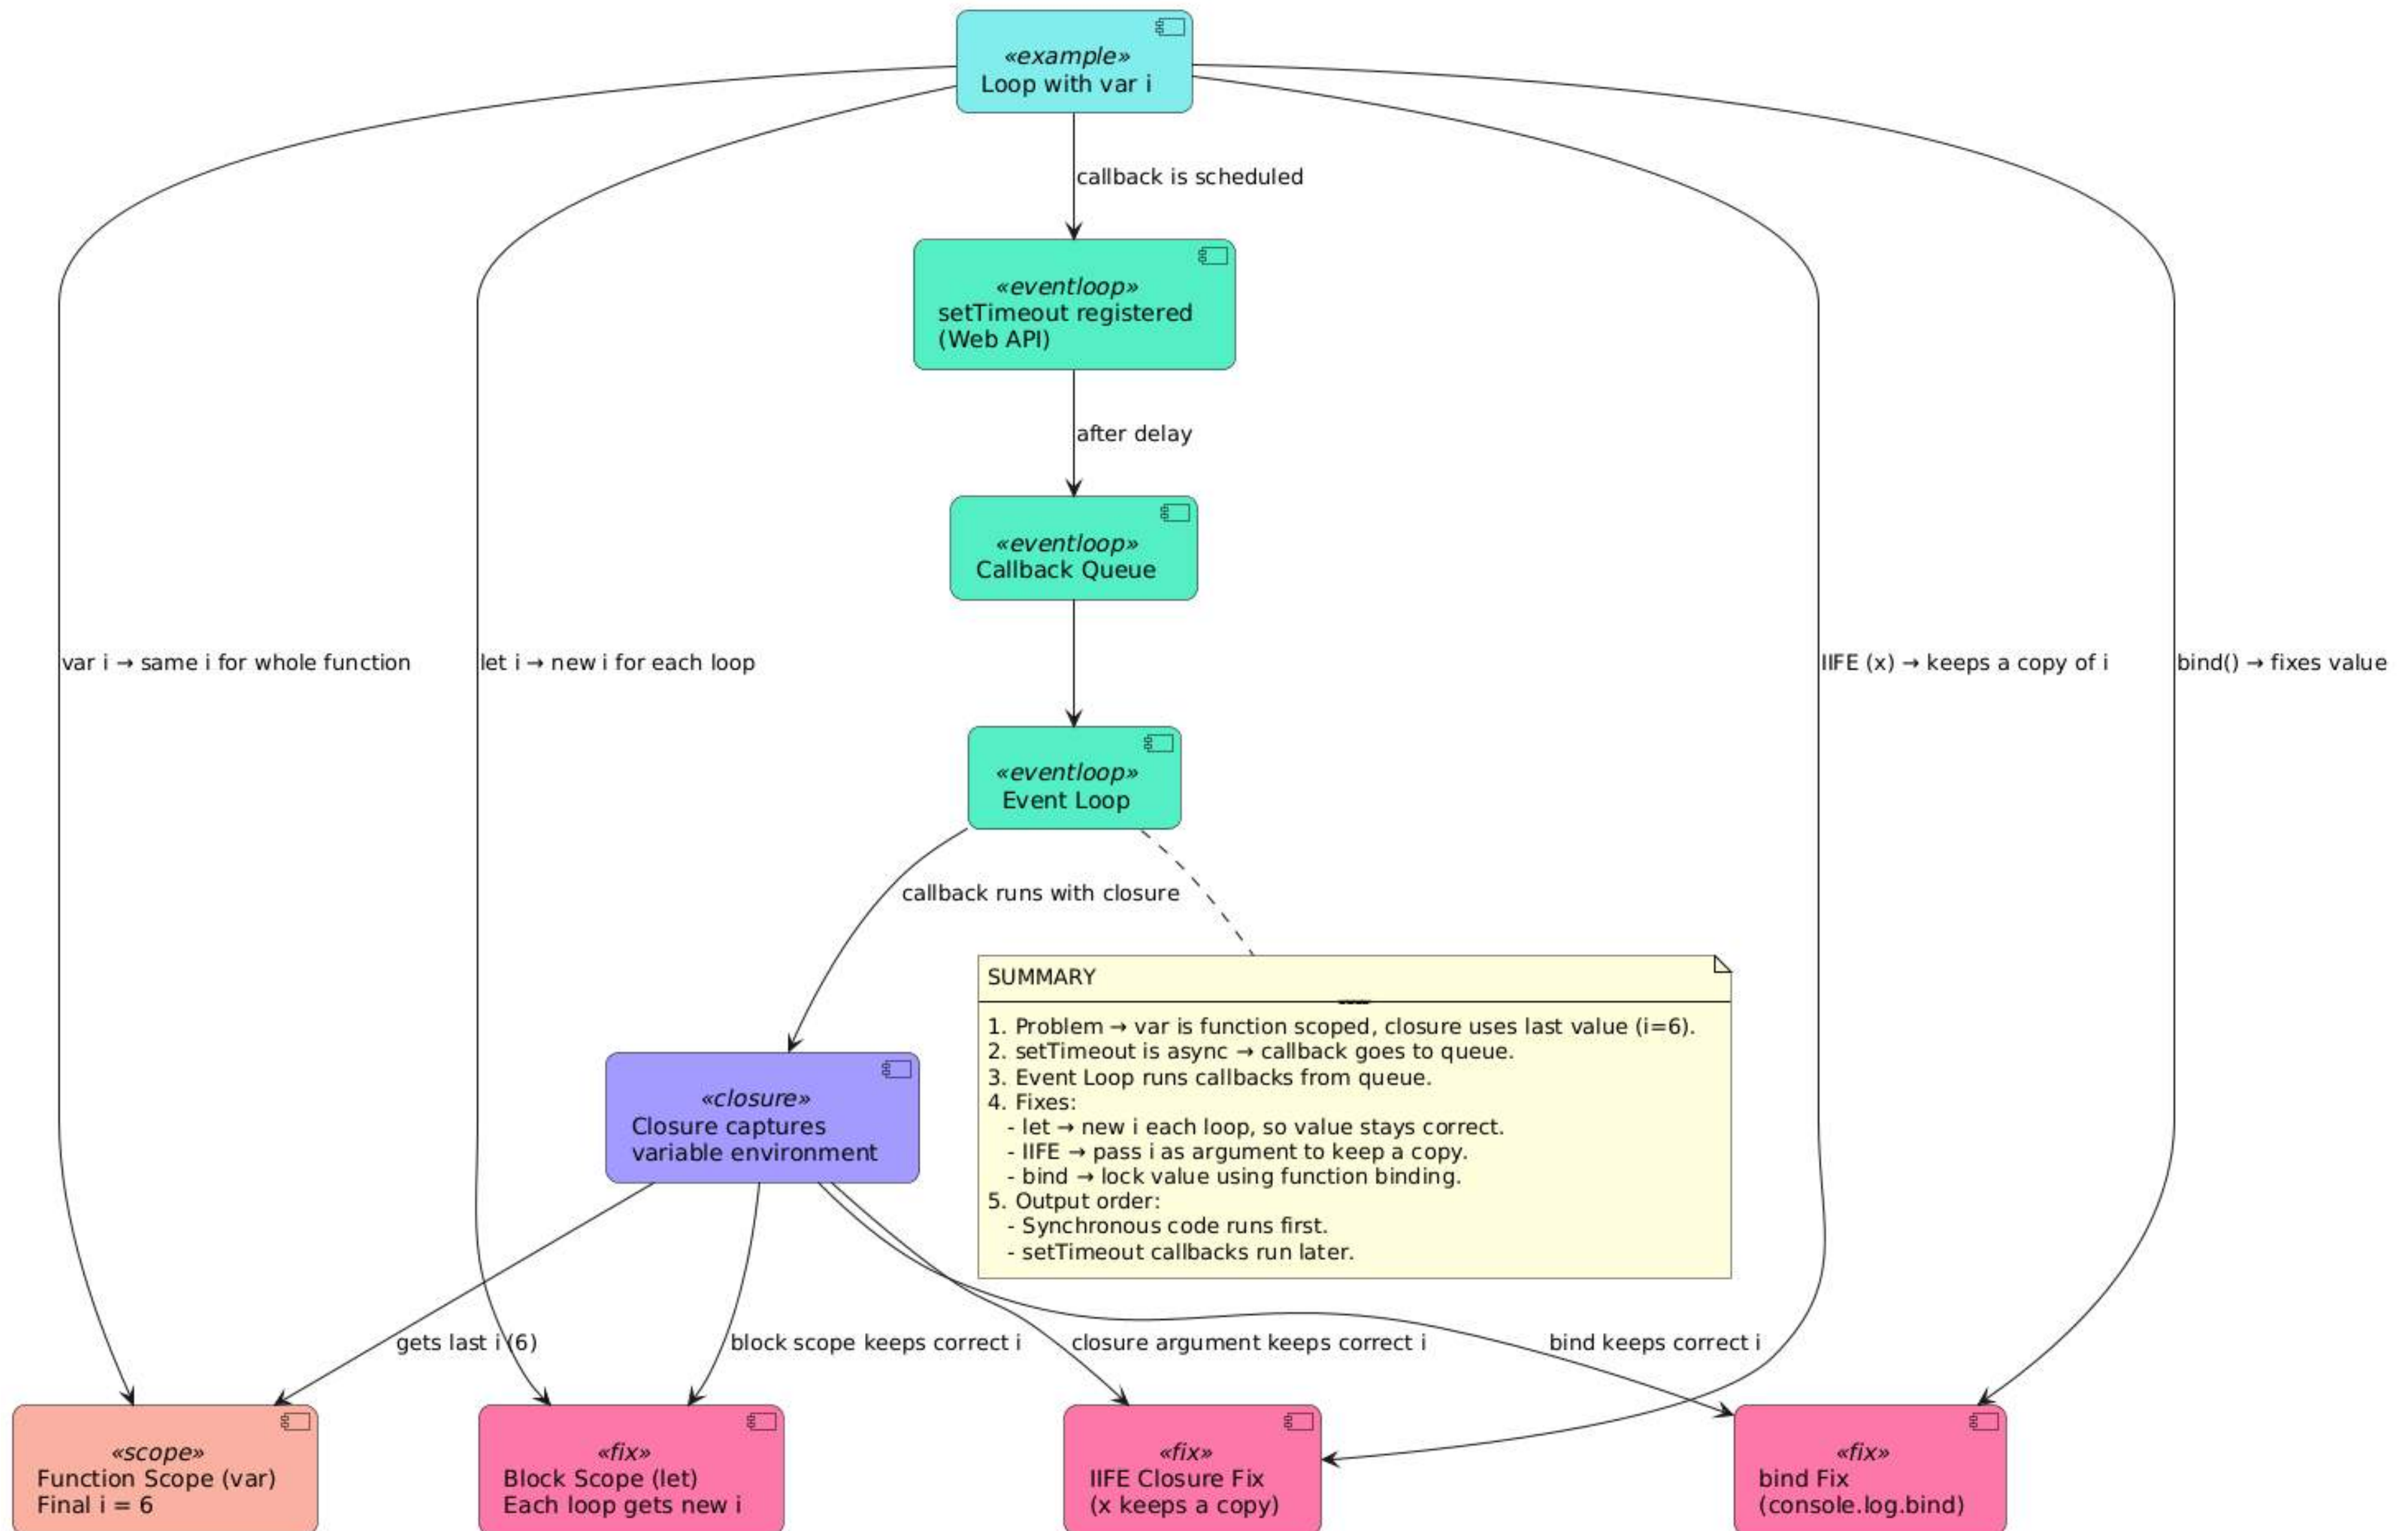 «example»
Loop with var i
callback is scheduled
«eventloop»
setTimeout registered
(Web API)
after delay
«eventloop»
Callback Queue
var i → same i for whole function
let i → new i for each loop
IIFE (x) → keeps a copy of i
bind() → fixes value
«eventloop»
Event Loop
callback runs with closure
SUMMARY
1. Problem → var is function scoped, closure uses last value (i=6).
2. setTimeout is async → callback goes to queue.
3. Event Loop runs callbacks from queue.
4. Fixes:
- let → new i each loop, so value stays correct.
- IIFE → pass i as argument to keep a copy.
- bind → lock value using function binding.
5. Output order:
- Synchronous code runs first.
- setTimeout callbacks run later.
«closure»
Closure captures
variable environment
gets last i (6)
block scope keeps correct i
closure argument keeps correct i
bind keeps correct i
«scope»
Function Scope (var)
Final i = 6
«fix»
Block Scope (let)
Each loop gets new i
«fix»
IIFE Closure Fix
(x keeps a copy)
«fix»
bind Fix
(console.log.bind)